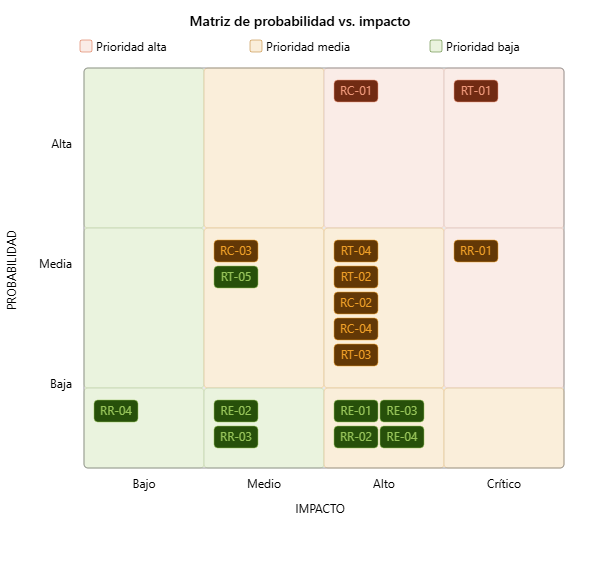 Matriz de probabilidad vs. impacto
Prioridad alta
Prioridad media
Prioridad baja
RC-01
RT-01
Alta
PROBABILIDAD
Media
RC-03
RT-04
RR-01
RT-05
RT-02
RC-02
RC-04
RT-03
Baja
RR-04
RE-02
RE-01
RE-03
RR-03
RR-02
RE-04
Bajo
Medio
Alto
Crítico
IMPACTO